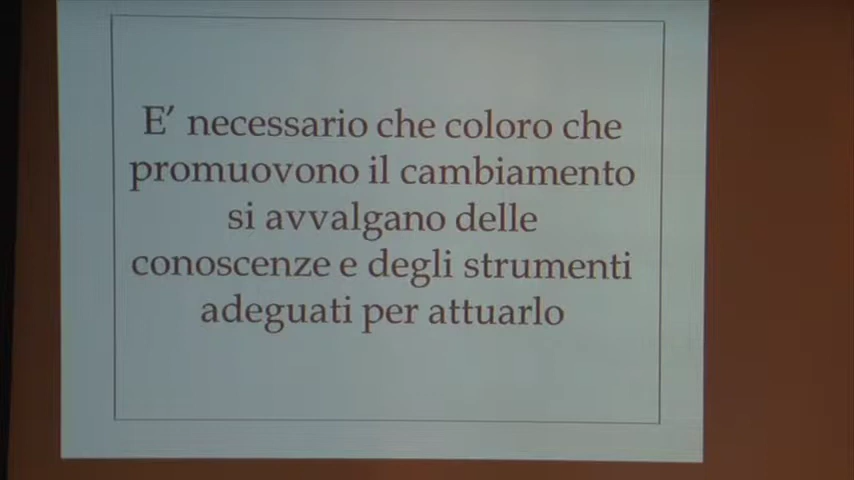 E' necessario che coloro che
promuovono il cambiamento
si avvalgano delle
conoscenze e degli strumenti
adeguati per attuarlo